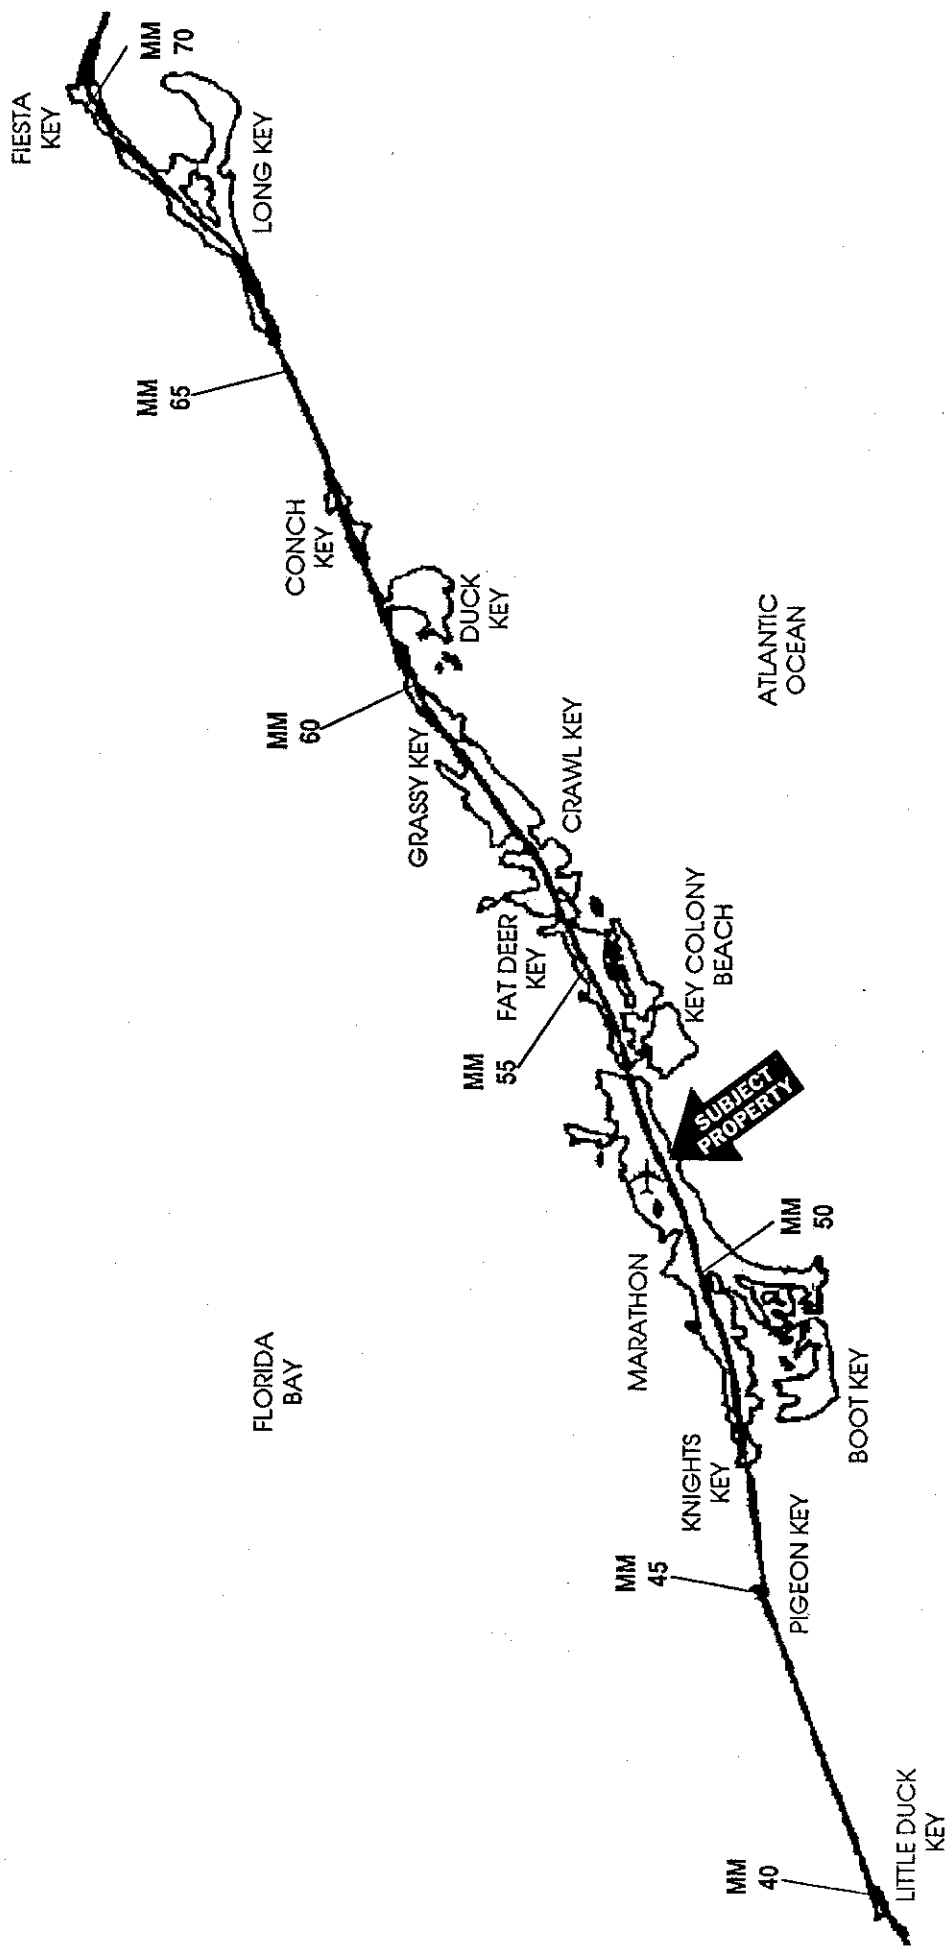 FIESTA
KEY
MM
70
LONG KEY
MM
65
CONCH
KEY
DUCK
KEY
MM
60
GRASSY KEY
CRAWL KEY
ATLANTIC
OCEAN
FAT DEER
KEY
KEY COLONY
BEACH
MM
55
SUBJECT
PROPERTY
MM
50
MARATHON
FLORIDA
BAY
BOOT KEY
KNIGHTS
KEY
MM
45
PIGEON KEY
MM
40
LITTLE DUCK
KEY